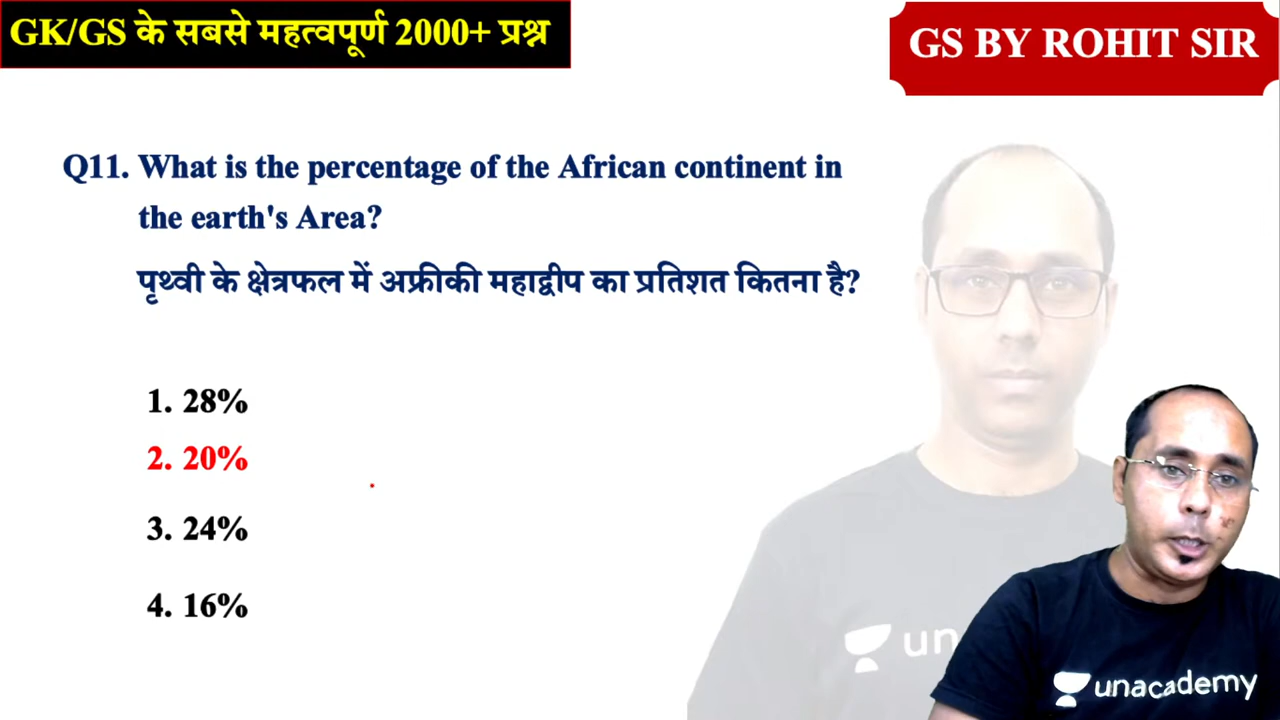 GK/GS के सबसे महत्वपूर्ण 2000+ प्रश्न
GS BY ROHIT SIR
Q11. What is the percentage of the African continent in
the earth's Area?
पृथ्वी के क्षेत्रफल में अफ्रीकी महाद्वीप का प्रतिशत कितना है?
1. 28%
2. 20%
3. 24%
4. 16%
un
unacademy